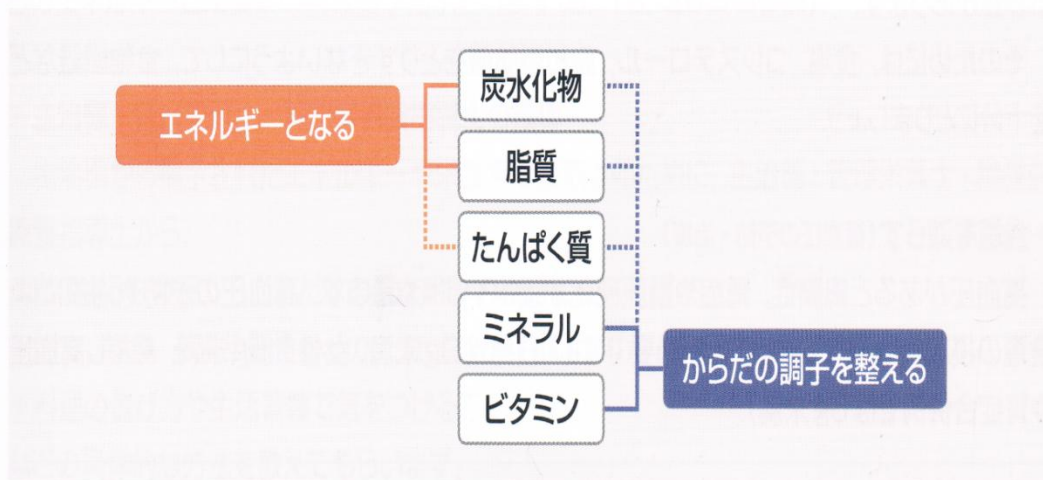 エネルギーとなる
炭水化物
脂質
たんぱく質
ミネラル
ビタミン
からだの調子を整える